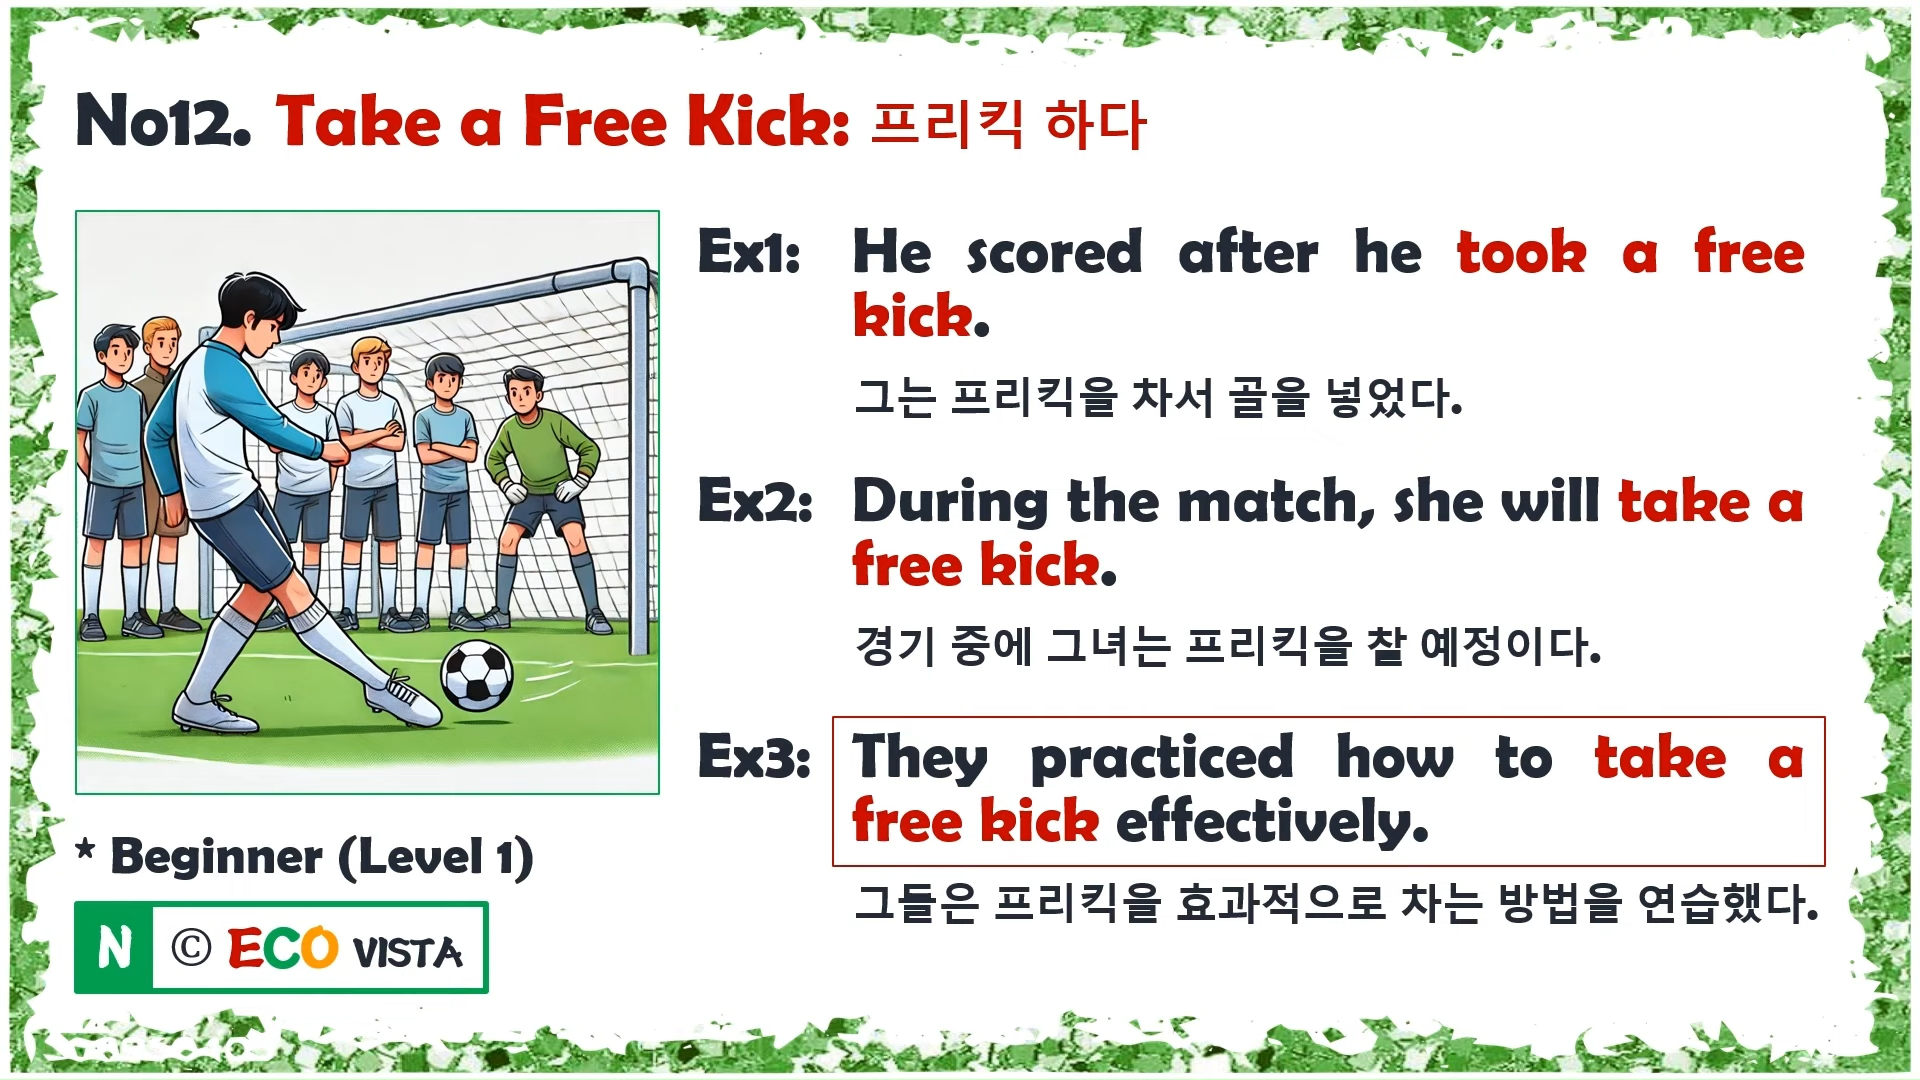 No12. Take a Free Kick: 프리킥 하다
Ex1: He scored after he took a free
kick.
그는 프리킥을 차서 골을 넣었다.
Ex2: During the match, she will take a
free kick.
경기 중에 그녀는 프리킥을 찰 예정이다.
Ex3: They practiced how to take a
free kick effectively.
그들은 프리킥을 효과적으로 차는 방법을 연습했다.
* Beginner (Level 1)
N © ECO VISTA